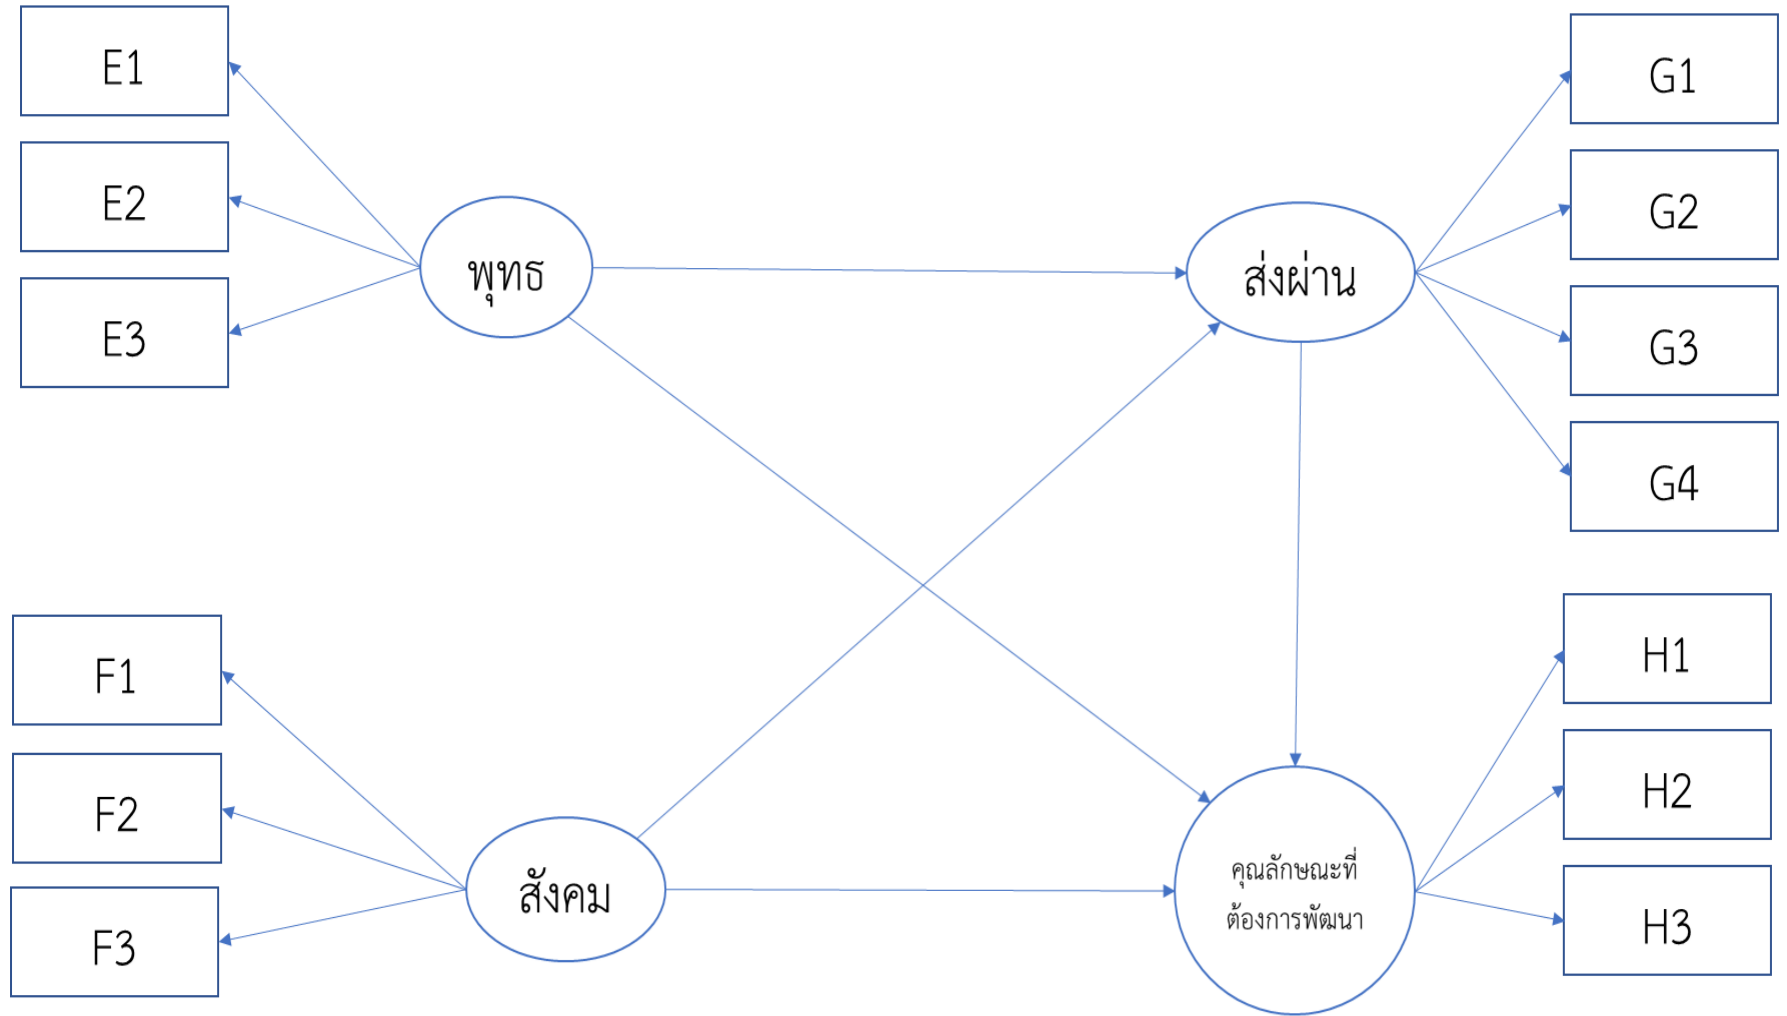 E1
E2
E3
พุทธ
ส่งผ่าน
G1
G2
G3
G4
F1
F2
F3
สังคม
คุณลักษณะที่
ต้องการพัฒนา
H1
H2
H3